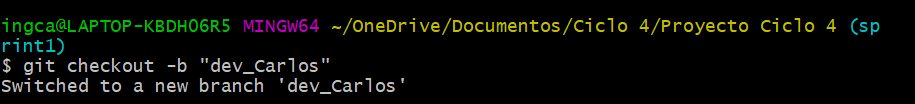 ingca@LAPTOP-KBDH06R5 MINGW64 ~/OneDrive/Documentos/Ciclo 4/Proyecto Ciclo 4 (sp
rint1)
$ git checkout -b "dev_Carlos"
Switched to a new branch 'dev_Carlos'